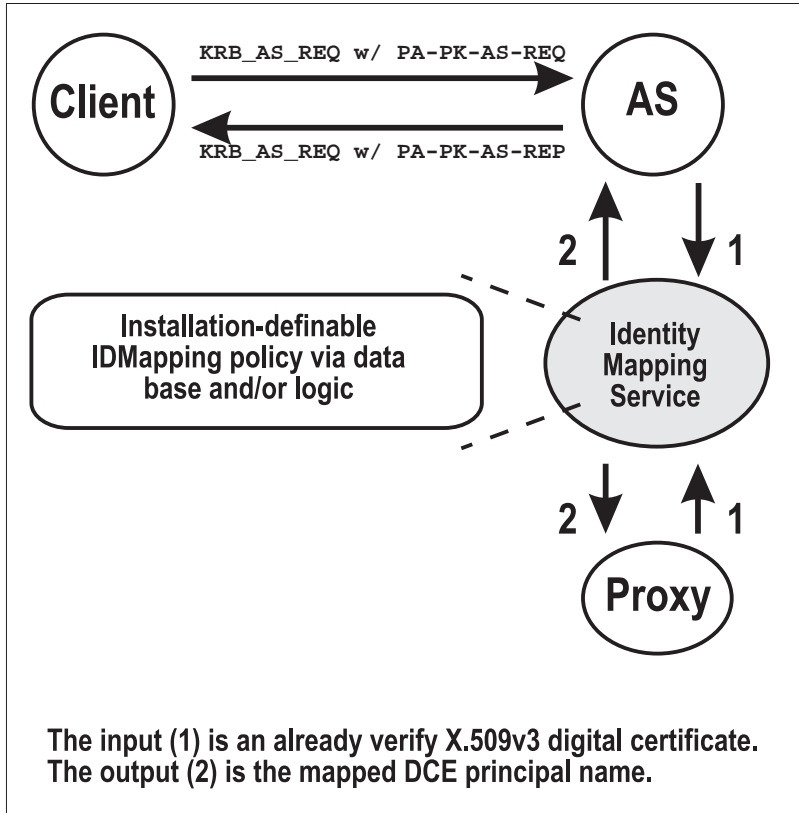 KRB_AS_REQ w/ PA-PK-AS-REQ
Client
AS
KRB_AS_REQ w/ PA-PK-AS-REP
2
1
Installation-definable
IDMapping policy via data
base and/or logic
Identity
Mapping
Service
2
1
Proxy
The input (1) is an already verify X.509v3 digital certificate.
The output (2) is the mapped DCE principal name.